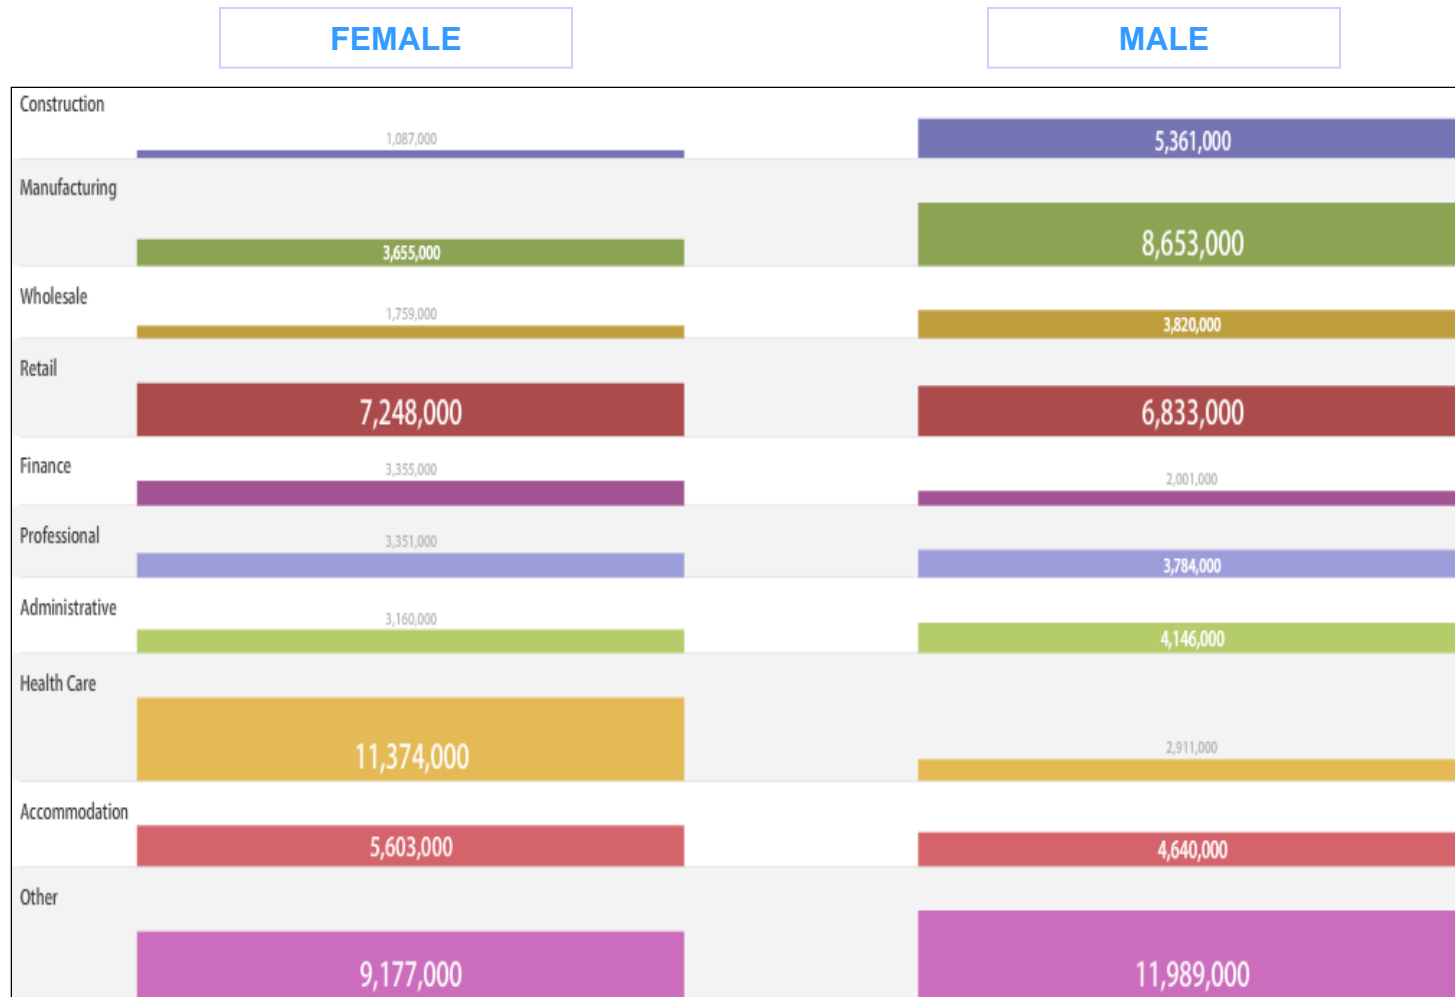 FEMALE MALE
Construction
1,087,000 5,361,000
Manufacturing
3,655,000 8,653,000
Wholesale
1,759,000 3,820,000
Retail
7,248,000 6,833,000
Finance
3,355,000 2,001,000
Professional
3,351,000 3,784,000
Administrative
3,160,000 4,146,000
Health Care
11,374,000 2,911,000
Accommodation
5,603,000 4,640,000
Other
9,177,000 11,989,000